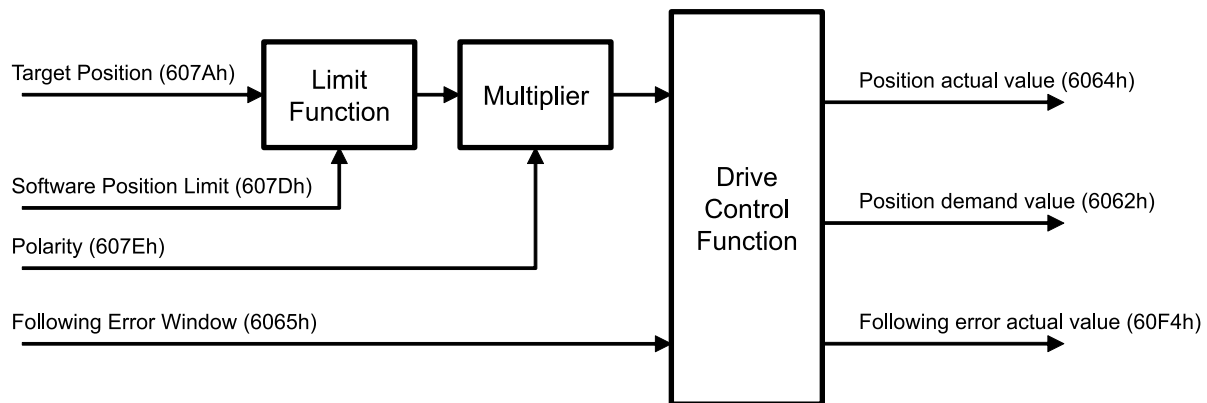 Target Position (607Ah)
Limit
Function
Multiplier
Software Position Limit (607Dh)
Polarity (607Eh)
Following Error Window (6065h)
Drive
Control
Function
Position actual value (6064h)
Position demand value (6062h)
Following error actual value (60F4h)